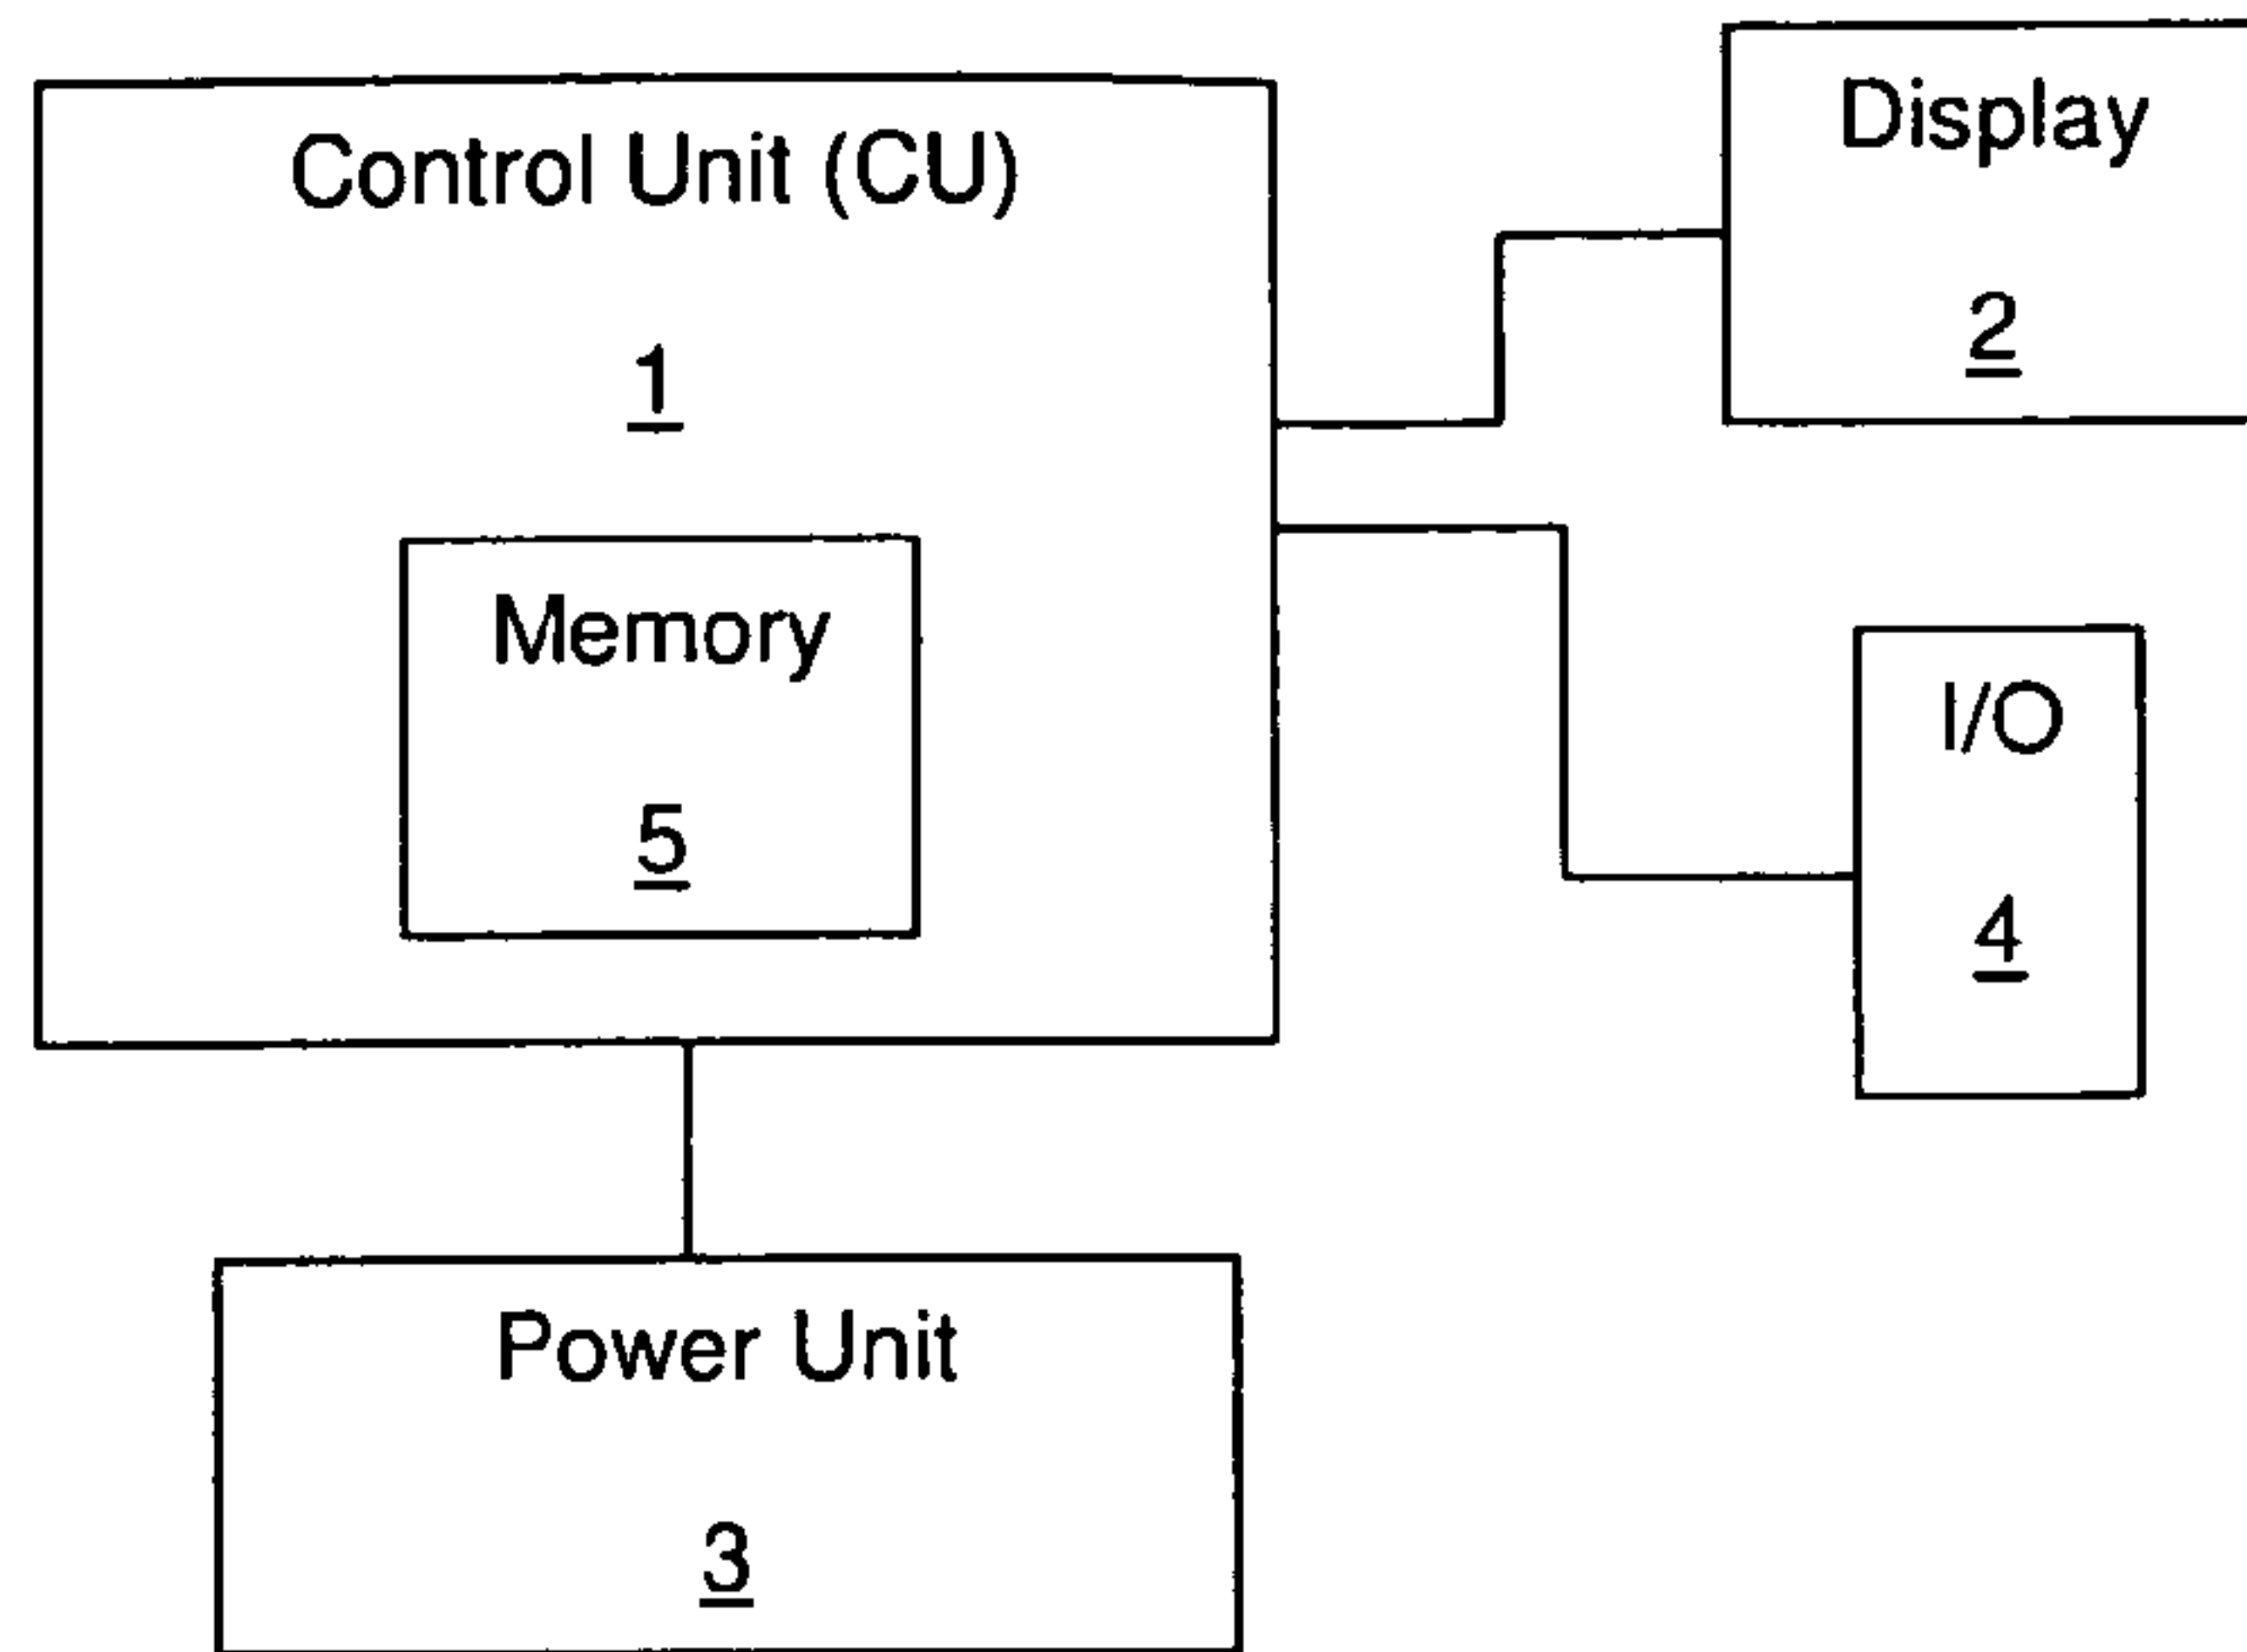 Control Unit (CU)
1
Memory
5
Display
2
I/O
4
Power Unit
3